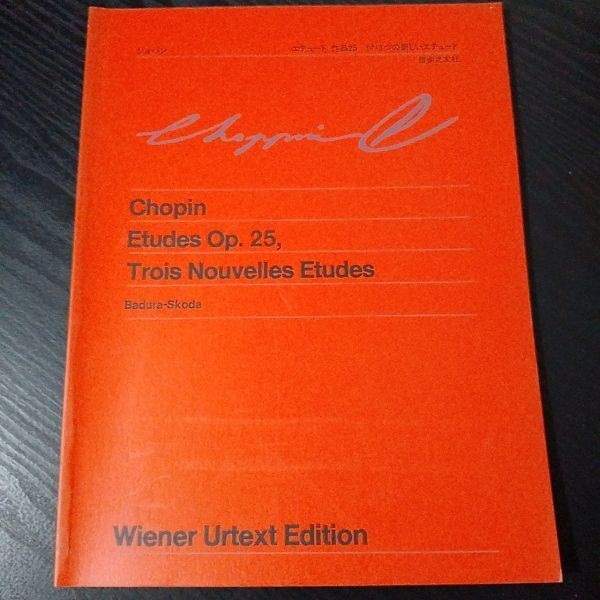 ショパン エチュード 作品25 付・3つの新しいエチュード
音楽之友社
Chopin
Chopin
Etudes Op. 25,
Trois Nouvelles Etudes
Badura-Skoda
Wiener Urtext Edition